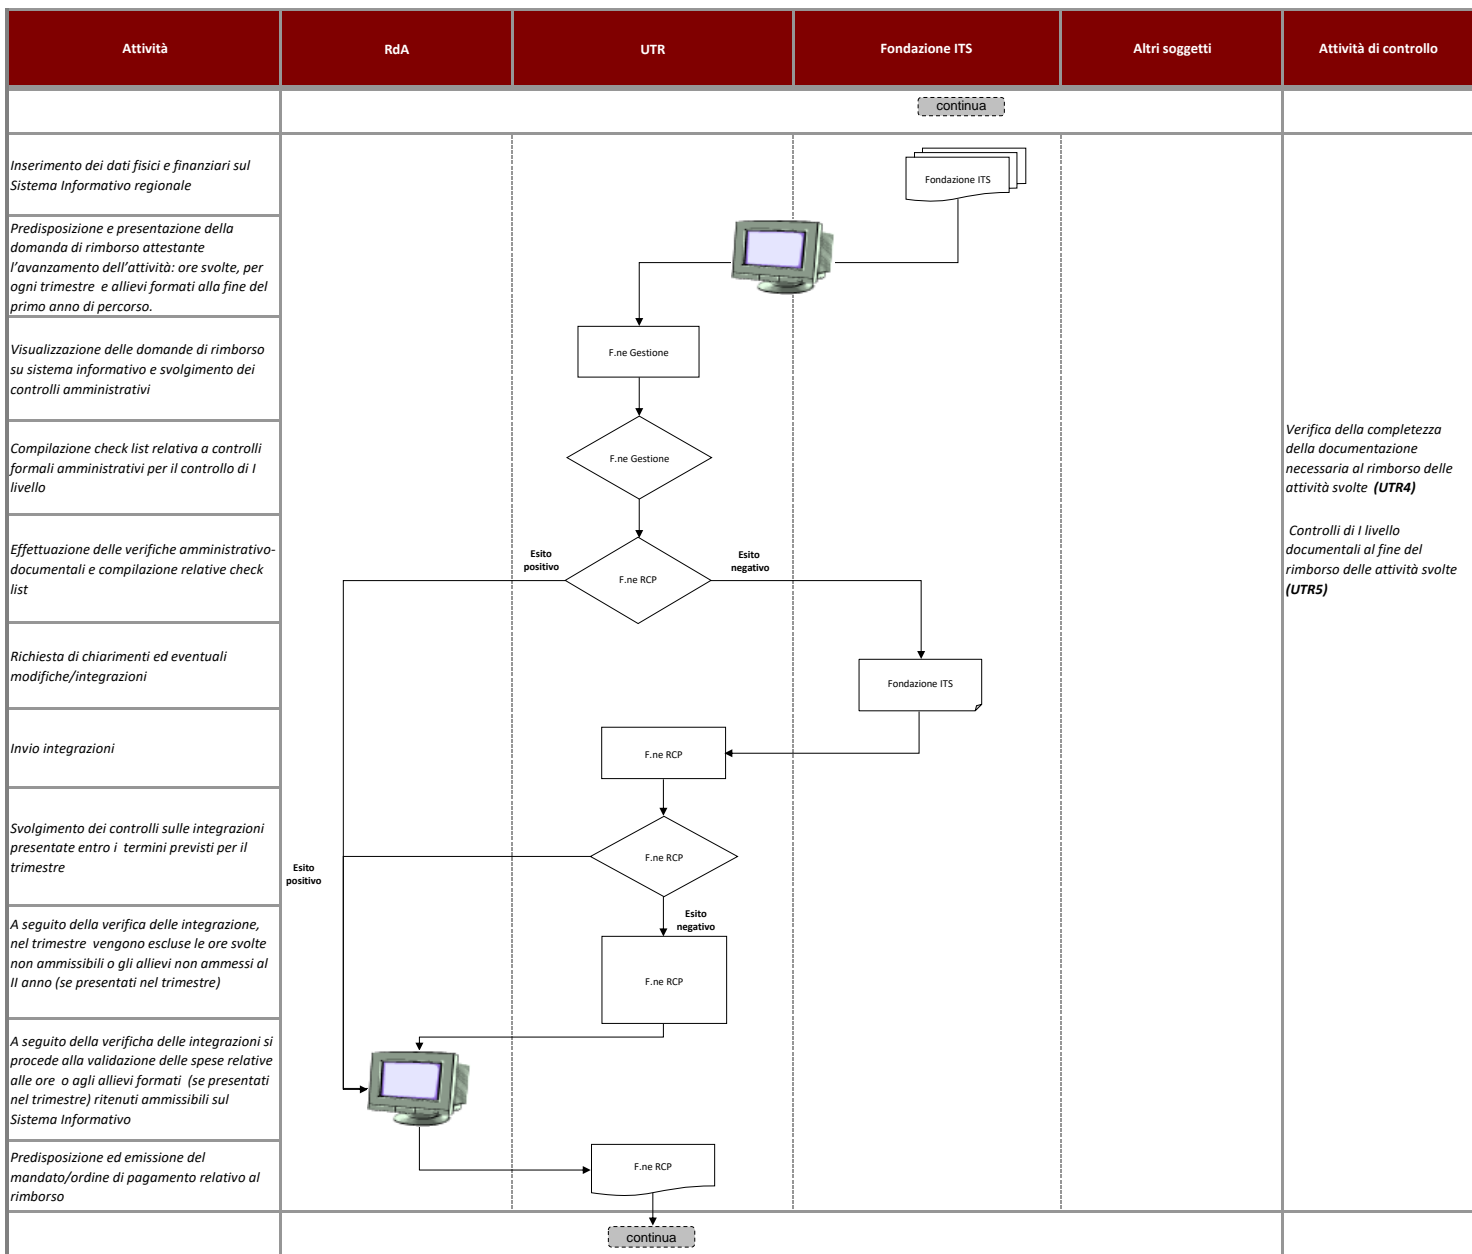 Attività
RdA
UTR
Fondazione ITS
Altri soggetti
Attività di controllo
continua
Inserimento dei dati fisici e finanziari sul
Sistema Informativo regionale
Fondazione ITS
Predisposizione e presentazione della
domanda di rimborso attestante
l'avanzamento dell'attività: ore svolte, per
ogni trimestre e allievi formati alla fine del
primo anno di percorso.
Visualizzazione delle domande di rimborso
su sistema informativo e svolgimento dei
controlli amministrativi
F.ne Gestione
Compilazione check list relativa a controlli
formali amministrativi per il controllo di I
livello
F.ne Gestione
Verifica della completezza
della documentazione
necessaria al rimborso delle
attività svolte (UTR4)
Controlli di I livello
documentali al fine del
rimborso delle attività svolte
(UTR5)
Effettuazione delle verifiche amministrativo-
documentali e compilazione relative check
list
Esito
positivo
F.ne RCP
Esito
negativo
Richiesta di chiarimenti ed eventuali
modifiche/integrazioni
Fondazione ITS
Invio integrazioni
F.ne RCP
Svolgimento dei controlli sulle integrazioni
presentate entro i termini previsti per il
trimestre
Esito
positivo
F.ne RCP
Esito
negativo
A seguito della verifica delle integrazione,
nel trimestre vengono escluse le ore svolte
non ammissibili o gli allievi non ammessi al
II anno (se presentati nel trimestre)
F.ne RCP
A seguito della verificha delle integrazioni si
procede alla validazione delle spese relative
alle ore o agli allievi formati (se presentati
nel trimestre) ritenuti ammissibili sul
Sistema Informativo
Predisposizione ed emissione del
mandato/ordine di pagamento relativo al
rimborso
F.ne RCP
continua